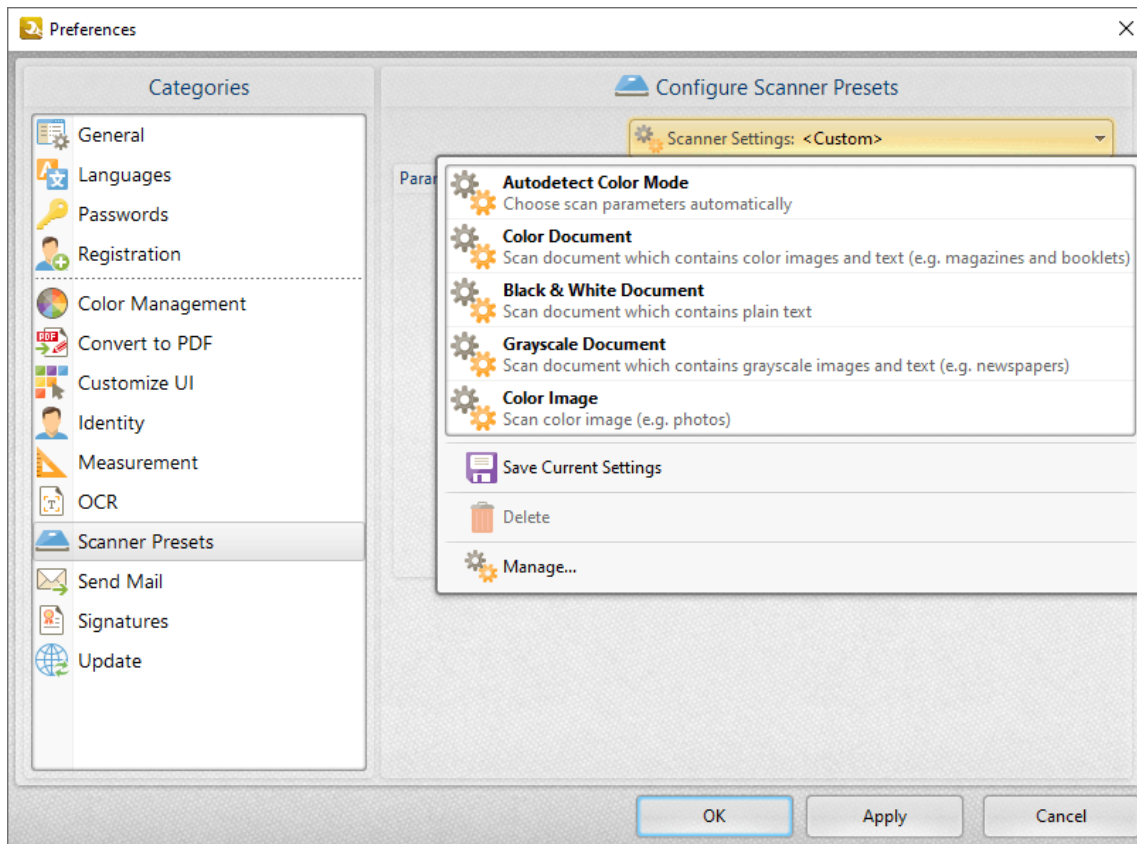 Preferences
Categories
General
Languages
Passwords
Registration
Color Management
Convert to PDF
Customize UI
Identity
Measurement
OCR
Scanner Presets
Send Mail
Signatures
Update
Configure Scanner Presets
Scanner Settings: <Custom>
Autodetect Color Mode
Choose scan parameters automatically
Color Document
Scan document which contains color images and text (e.g. magazines and booklets)
Black & White Document
Scan document which contains plain text
Grayscale Document
Scan document which contains grayscale images and text (e.g. newspapers)
Color Image
Scan color image (e.g. photos)
Save Current Settings
Delete
Manage...
OK
Apply
Cancel